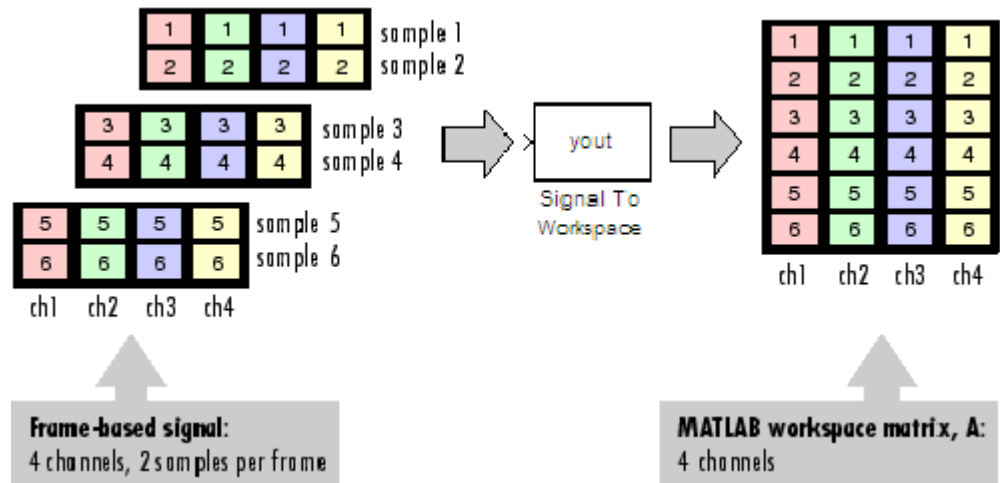 1 1 1 1 sample 1
2 2 2 2 sample 2
3 3 3 3 sample 3
4 4 4 4 sample 4
5 5 5 5 sample 5
6 6 6 6 sample 6
ch1 ch2 ch3 ch4
yout
Signal To
Workspace
1 1 1 1
2 2 2 2
3 3 3 3
4 4 4 4
5 5 5 5
6 6 6 6
ch1 ch2 ch3 ch4
Frame-based signal:
4 channels, 2 samples per frame
MATLAB workspace matrix, A:
4 channels